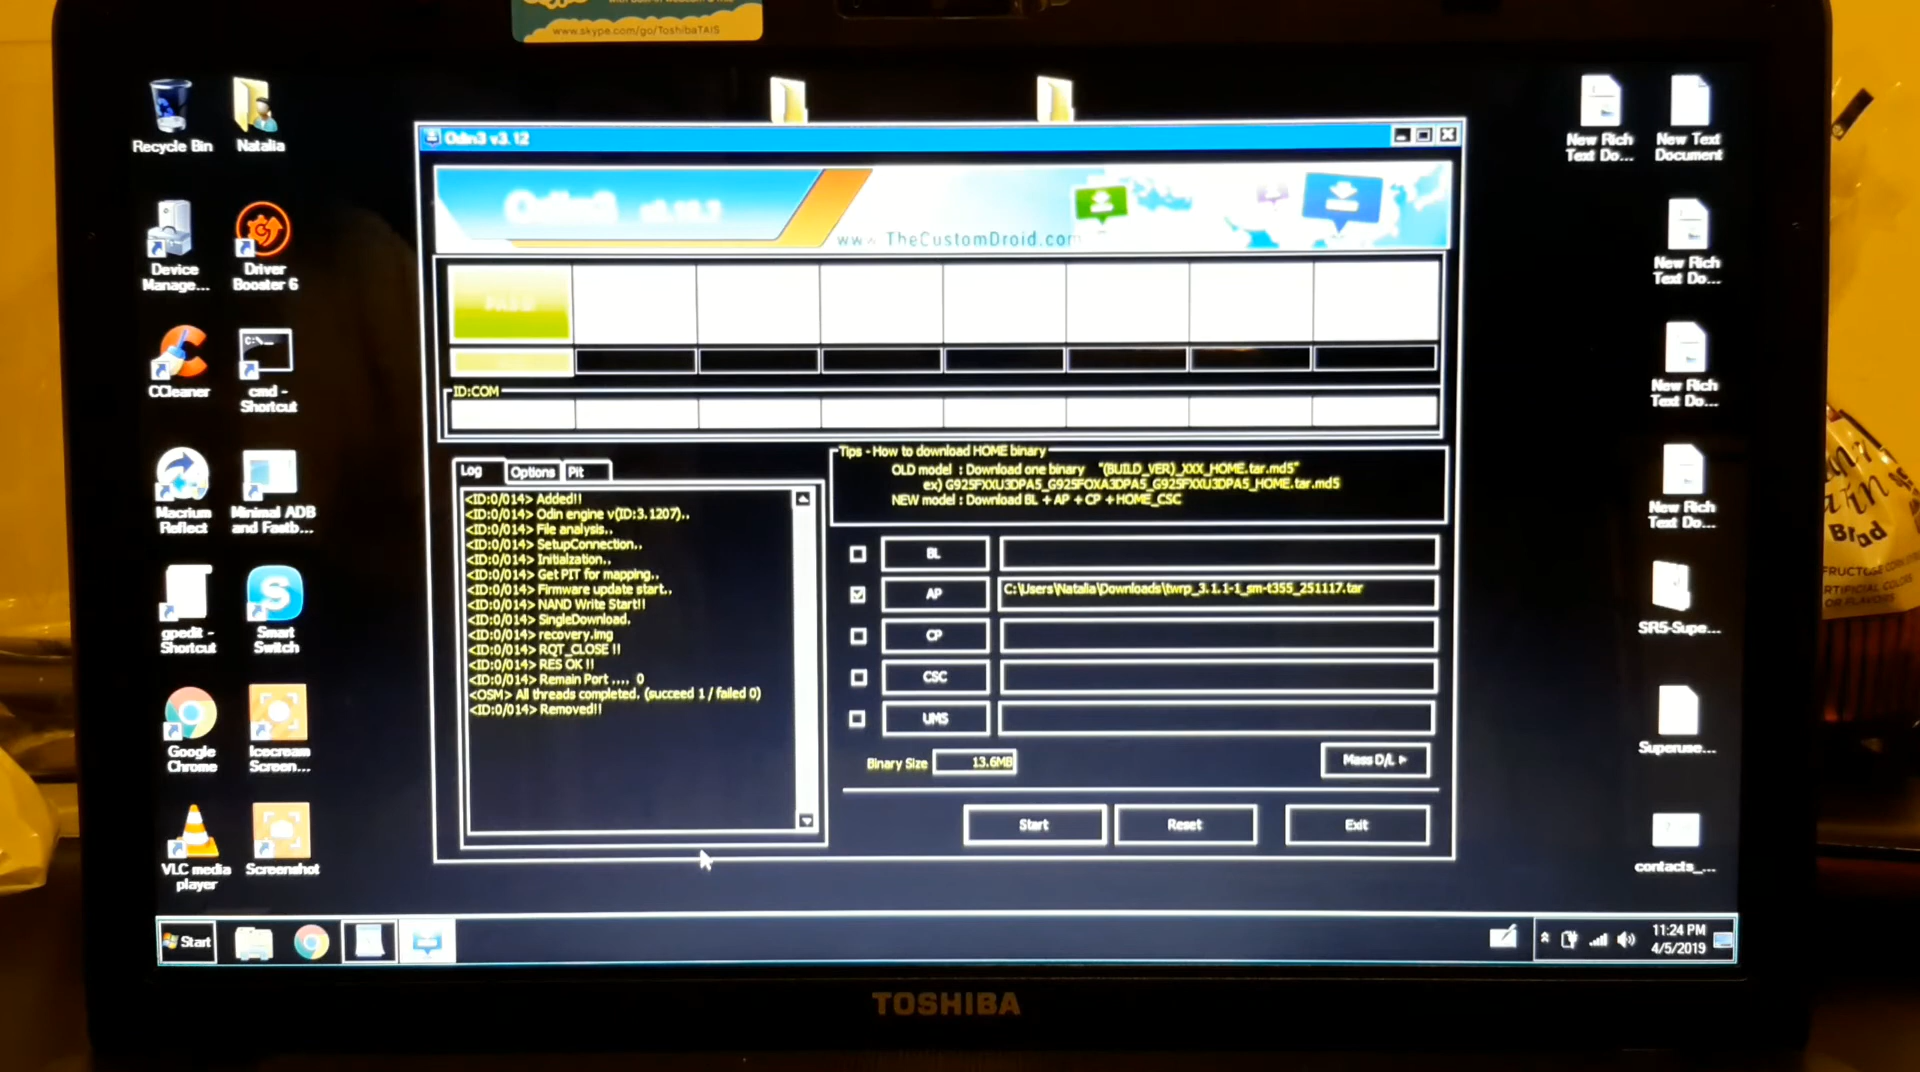 www.skype.com/go/ToshibaTAIS
Recycle Bin
Natalia
Device
Manage...
Driver
Booster 6
CCleaner
cmd -
Shortcut
Macrium
Reflect
Minimal ADB
and Fastb...
gpedit -
Shortcut
Smart
Switch
Google
Chrome
Icecream
Screen...
VLC media
player
Screenshot
Odin3 v3.12
Odin3
www.TheCustomDroid.com
PASS
ID:COM
Log
Options
Pit
<ID:0/014> Added!!
<ID:0/014> Odin engine v(ID:3.1207)..
<ID:0/014> File analysis..
<ID:0/014> SetupConnection..
<ID:0/014> Initialzation..
<ID:0/014> Get PIT for mapping..
<ID:0/014> Firmware update start..
<ID:0/014> NAND Write Start!!
<ID:0/014> SingleDownload.
<ID:0/014> recovery.img
<ID:0/014> RQT_CLOSE !!
<ID:0/014> RES OK !!
<ID:0/014> Remain Port .... 0
<OSM> All threads completed. (succeed 1 / failed 0)
<ID:0/014> Removed!!
Tips - How to download HOME binary
OLD model : Download one binary "(BUILD_VER)_XXX_HOME.tar.md5"
ex) G925FXXU3DPA5_G925FOXA3DPA5_G925FXXU3DPA5_HOME.tar.md5
NEW model : Download BL + AP + CP + HOME_CSC
BL
AP
C:\Users\Natalia\Downloads\twrp_3.1.1-1_sm-t355_251117.tar
CP
CSC
UMS
Binary Size
13.6MB
Mass D/L
Start
Reset
Exit
New Rich
Text Do...
New Text
Document
New Rich
Text Do...
New Rich
Text Do...
New Rich
Text Do...
SR5-Supe...
Superuse...
contacts_...
Start
11:24 PM
4/5/2019
TOSHIBA
FRUCTOSE CORN
ARTIFICIAL COLORS
OR FLAVORS